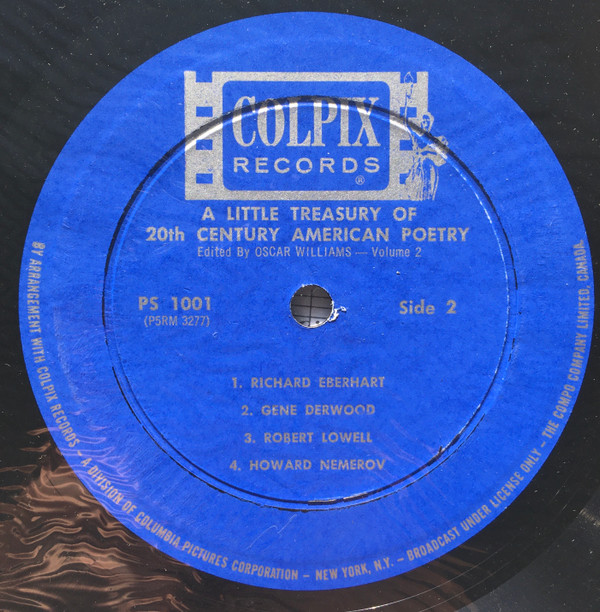 COLPIX
RECORDS
®
A LITTLE TREASURY OF
20th CENTURY AMERICAN POETRY
Edited By OSCAR WILLIAMS — Volume 2
PS 1001
(P5RM 3277)
Side 2
1. RICHARD EBERHART
2. GENE DERWOOD
3. ROBERT LOWELL
4. HOWARD NEMEROV
BY ARRANGEMENT WITH COLPIX RECORDS – A DIVISION OF COLUMBIA PICTURES CORPORATION – NEW YORK, N.Y. – BROADCAST UNDER LICENSE ONLY – THE COMPO COMPANY LIMITED, CANADA.